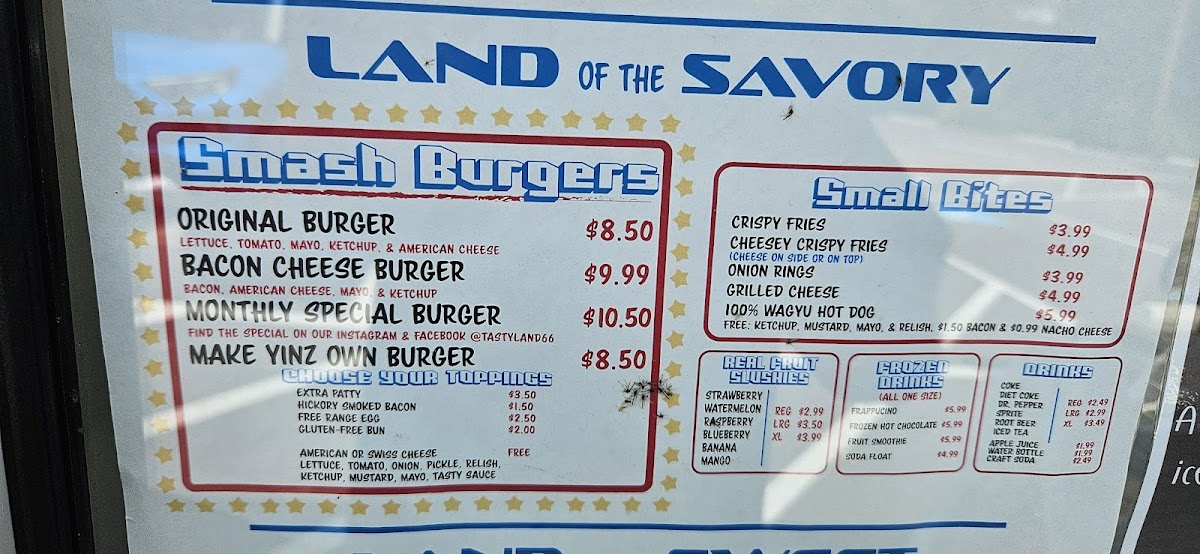 LAND OF THE SAVORY
Smash Burgers
ORIGINAL BURGER $8.50
LETTUCE, TOMATO, MAYO, KETCHUP, & AMERICAN CHEESE
BACON CHEESE BURGER $9.99
BACON, AMERICAN CHEESE, MAYO, & KETCHUP
MONTHLY SPECIAL BURGER $10.50
FIND THE SPECIAL ON OUR INSTAGRAM & FACEBOOK @TASTYLAND66
MAKE YINZ OWN BURGER $8.50
CHOOSE YOUR TOPPINGS
EXTRA PATTY $3.50
HICKORY SMOKED BACON $1.50
FREE RANGE EGG $2.50
GLUTEN-FREE BUN $2.00
AMERICAN OR SWISS CHEESE FREE
LETTUCE, TOMATO, ONION, PICKLE, RELISH,
KETCHUP, MUSTARD, MAYO, TASTY SAUCE
Small Bites
CRISPY FRIES $3.99
CHEESEY CRISPY FRIES $4.99
(CHEESE ON SIDE OR ON TOP)
ONION RINGS $3.99
GRILLED CHEESE $4.99
100% WAGYU HOT DOG $5.99
FREE: KETCHUP, MUSTARD, MAYO, & RELISH, $1.50 BACON & $0.99 NACHO CHEESE
REAL FRUIT
SLUSHIES
STRAWBERRY
WATERMELON
RASPBERRY
BLUEBERRY
BANANA
MANGO
REG $2.99
LRG $3.50
XL $3.99
FROZEN
DRINKS
(ALL ONE SIZE)
FRAPPUCINO $5.99
FROZEN HOT CHOCOLATE $5.99
FRUIT SMOOTHIE $5.99
SODA FLOAT $4.99
DRINKS
COKE
DIET COKE
DR. PEPPER
SPRITE
ROOT BEER
ICED TEA
REG $2.49
LRG $2.99
XL $3.49
APPLE JUICE $1.99
WATER BOTTLE $1.99
CRAFT SODA $2.49